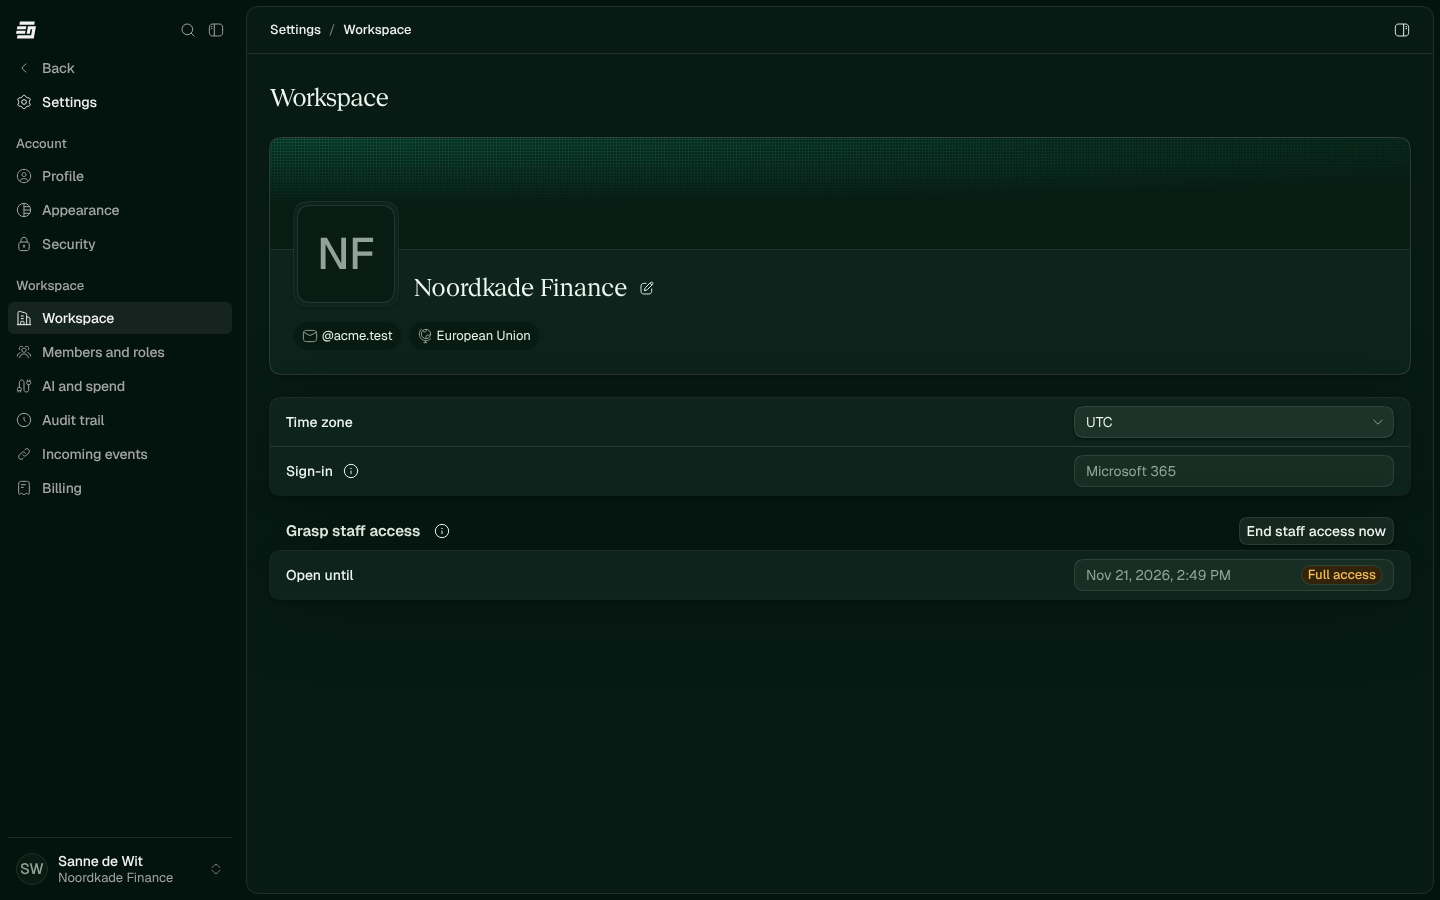 Back
Settings
Account
Profile
Appearance
Security
Workspace
Workspace
Members and roles
AI and spend
Audit trail
Incoming events
Billing
SW
Sanne de Wit
Noordkade Finance
Settings / Workspace
Workspace
NF
Noordkade Finance
@acme.test
European Union
Time zone
UTC
Sign-in
Microsoft 365
Grasp staff access
End staff access now
Open until
Nov 21, 2026, 2:49 PM
Full access